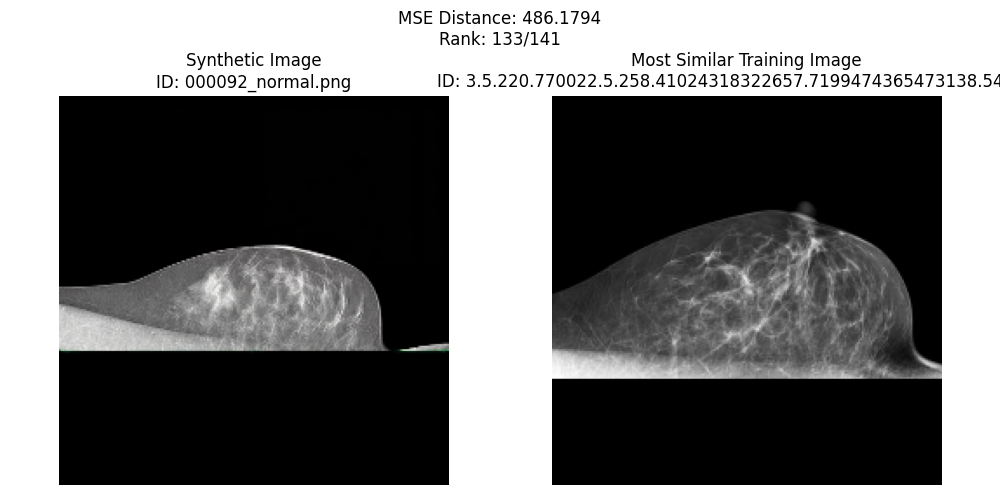 MSE Distance: 486.1794
Rank: 133/141
Synthetic Image
ID: 000092_normal.png
Most Similar Training Image
ID: 3.5.220.770022.5.258.41024318322657.7199474365473138.54